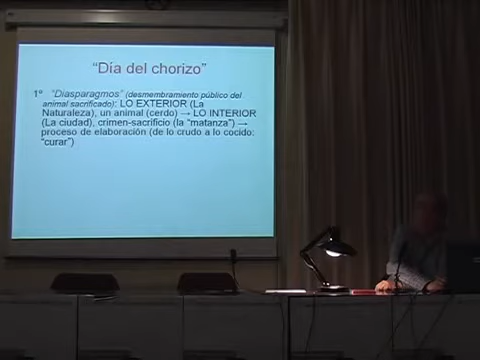 “Día del chorizo”
1º “Diasparagmos” (desmembramiento público del
animal sacrificado): LO EXTERIOR (La
Naturaleza), un animal (cerdo) → LO INTERIOR
(La ciudad), crimen-sacrificio (la “matanza”) →
proceso de elaboración (de lo crudo a lo cocido:
“curar”)